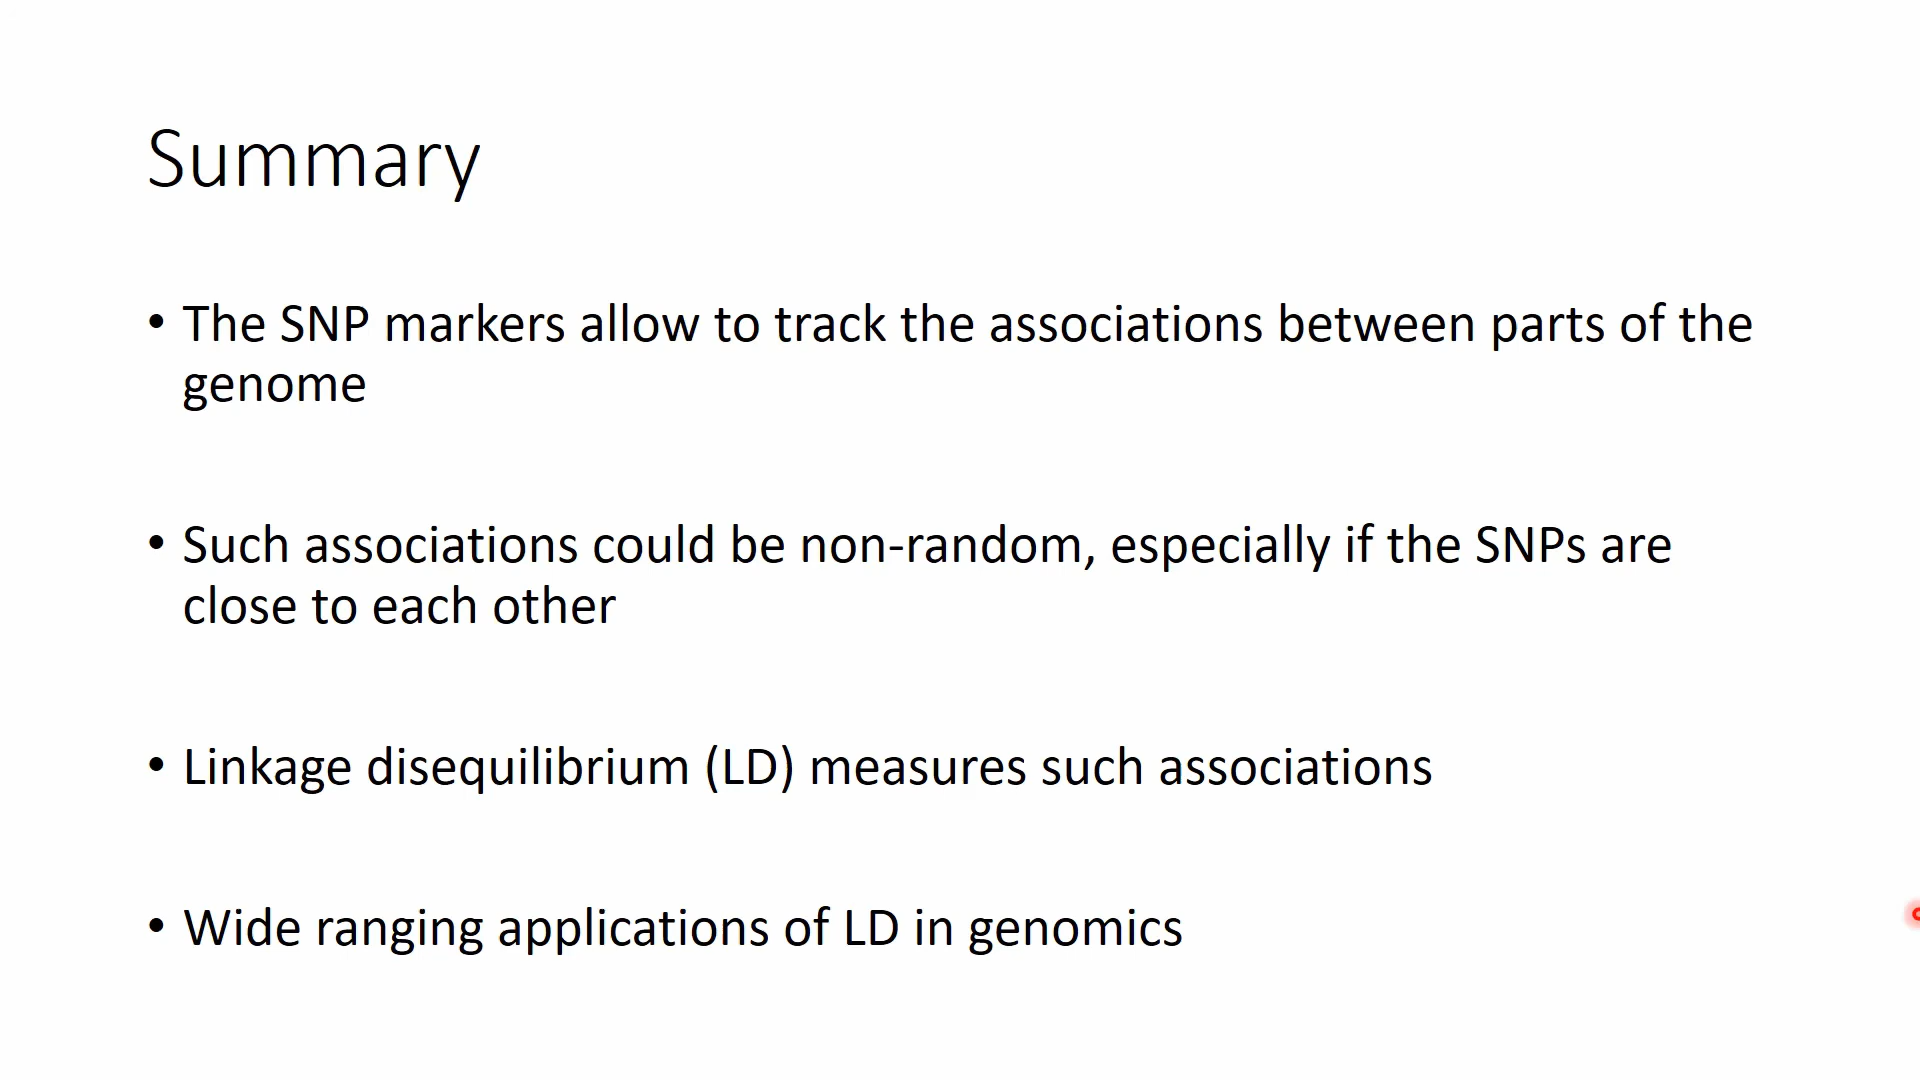 Summary
• The SNP markers allow to track the associations between parts of the
genome
• Such associations could be non-random, especially if the SNPs are
close to each other
• Linkage disequilibrium (LD) measures such associations
• Wide ranging applications of LD in genomics